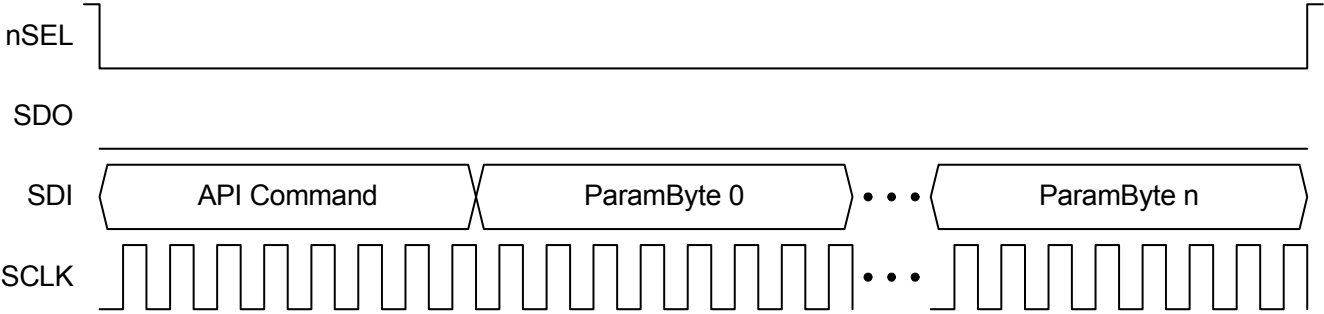 nSEL
SDO
SDI API Command ParamByte 0 ParamByte n
SCLK